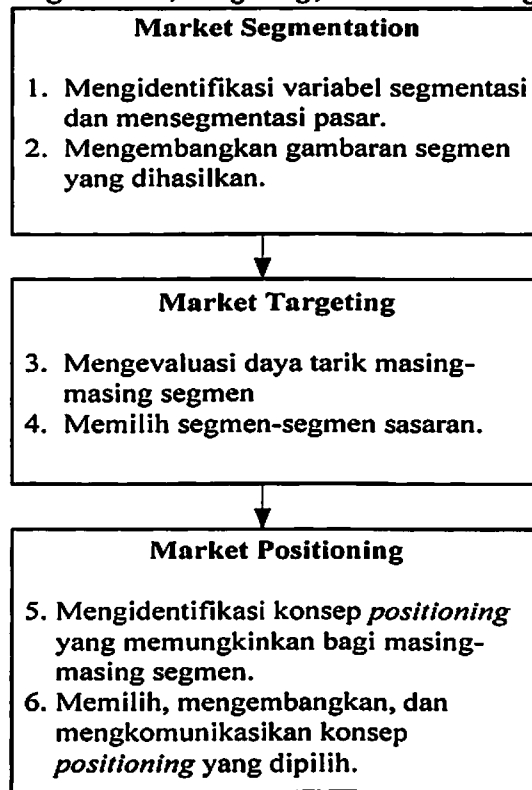 Market Segmentation
1. Mengidentifikasi variabel segmentasi
dan mensegmentasi pasar.
2. Mengembangkan gambaran segmen
yang dihasilkan.
Market Targeting
3. Mengevaluasi daya tarik masing-
masing segmen
4. Memilih segmen-segmen sasaran.
Market Positioning
5. Mengidentifikasi konsep positioning
yang memungkinkan bagi masing-
masing segmen.
6. Memilih, mengembangkan, dan
mengkomunikasikan konsep
positioning yang dipilih.